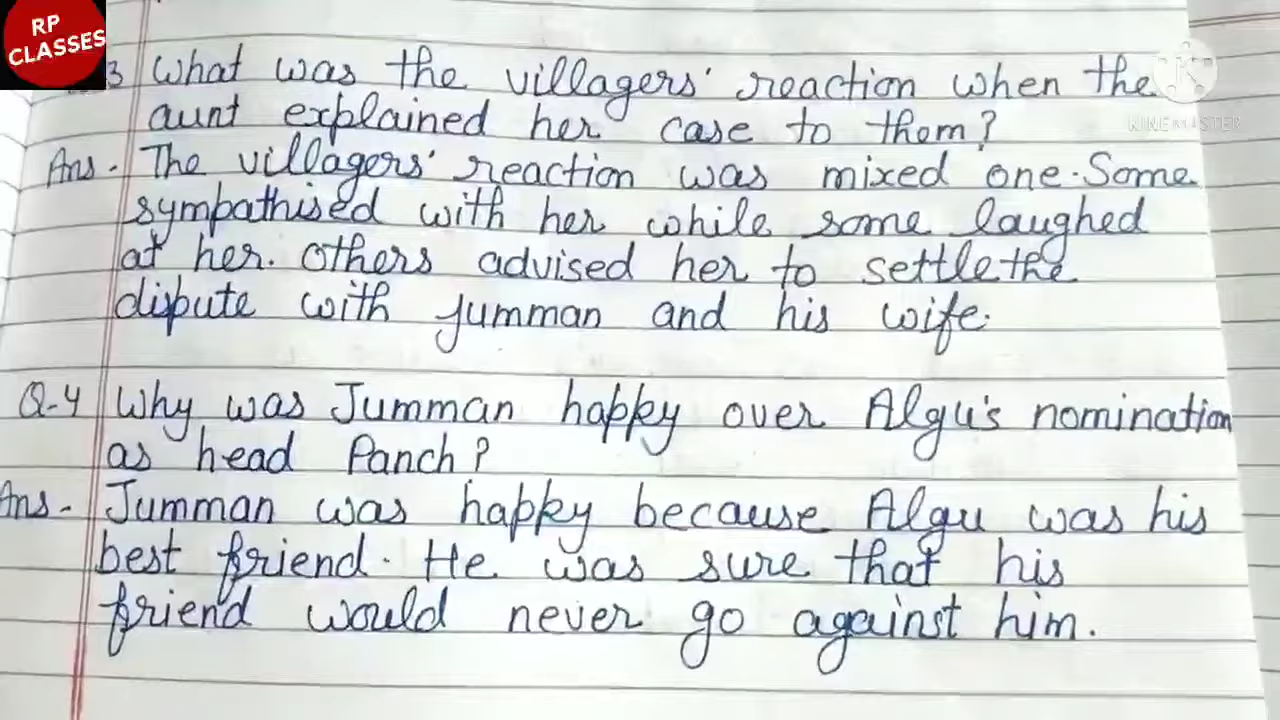 RP
CLASSES
3 What was the villagers' reaction when the
aunt explained her case to them?
KINEMASTER
Ans. The villagers' reaction was mixed one. Some
sympathised with her while some laughed
at her. Others advised her to settle the
dispute with Jumman and his wife.
Q-4 Why was Jumman happy over Algu's nomination
as head Panch?
Ans. Jumman was happy because Algu was his
best friend. He was sure that his
friend would never go against him.